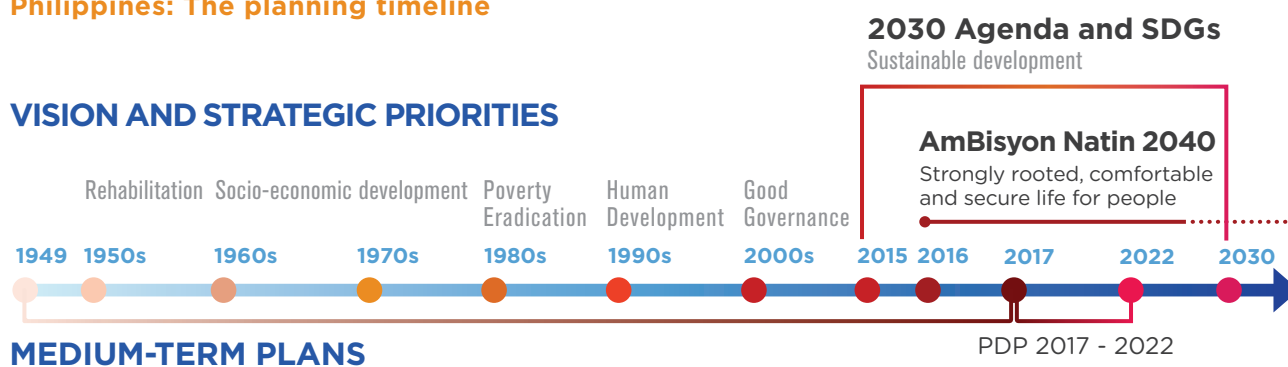 Philippines: The planning timeline
2030 Agenda and SDGs
Sustainable development
VISION AND STRATEGIC PRIORITIES
AmBisyon Natin 2040
Strongly rooted, comfortable
and secure life for people
Rehabilitation
Socio-economic development
Poverty
Eradication
Human
Development
Good
Governance
1949
1950s
1960s
1970s
1980s
1990s
2000s
2015
2016
2017
2022
2030
MEDIUM-TERM PLANS
PDP 2017 - 2022